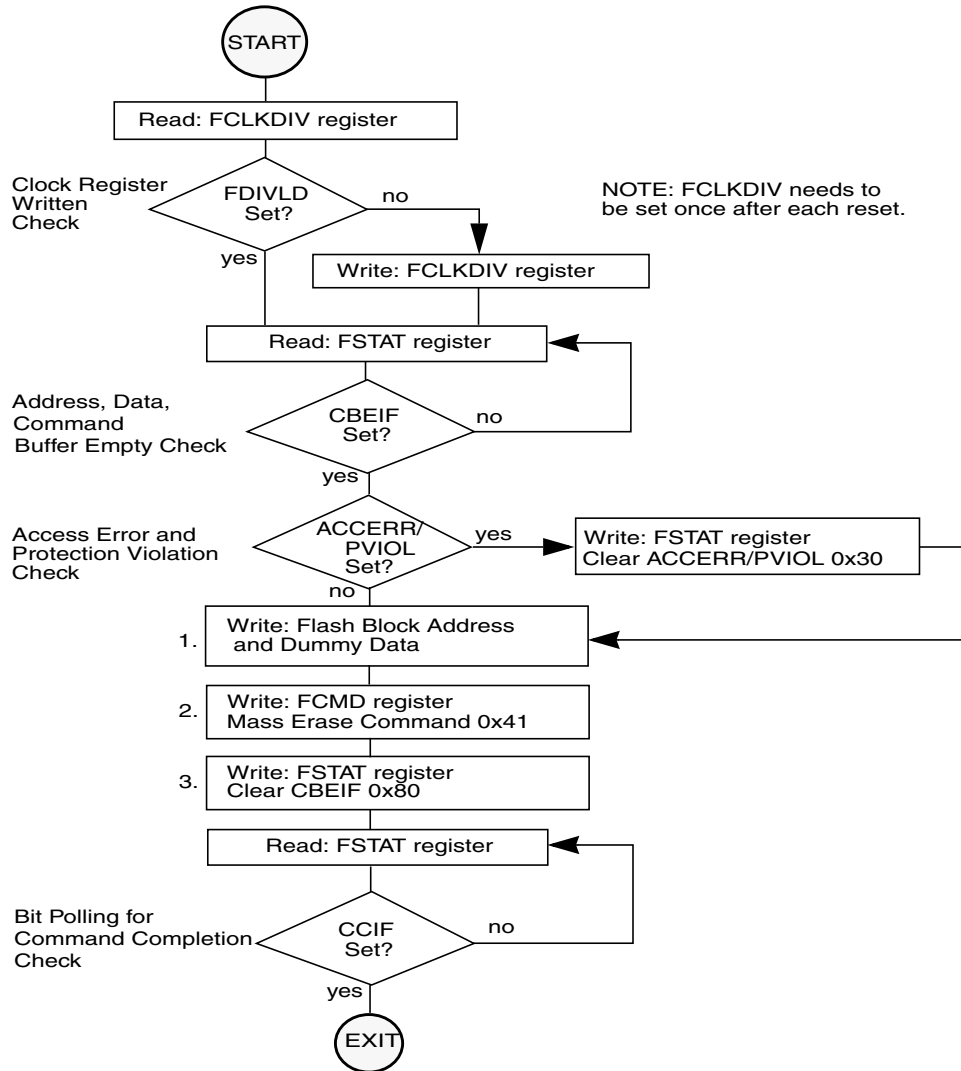 START
Read: FCLKDIV register
Clock Register
Written
Check
FDIVLD
Set?
no
yes
NOTE: FCLKDIV needs to
be set once after each reset.
Write: FCLKDIV register
Read: FSTAT register
Address, Data,
Command
Buffer Empty Check
CBEIF
Set?
no
yes
Access Error and
Protection Violation
Check
ACCERR/
PVIOL
Set?
yes
no
Write: FSTAT register
Clear ACCERR/PVIOL 0x30
1.
Write: Flash Block Address
and Dummy Data
2.
Write: FCMD register
Mass Erase Command 0x41
3.
Write: FSTAT register
Clear CBEIF 0x80
Read: FSTAT register
Bit Polling for
Command Completion
Check
CCIF
Set?
no
yes
EXIT